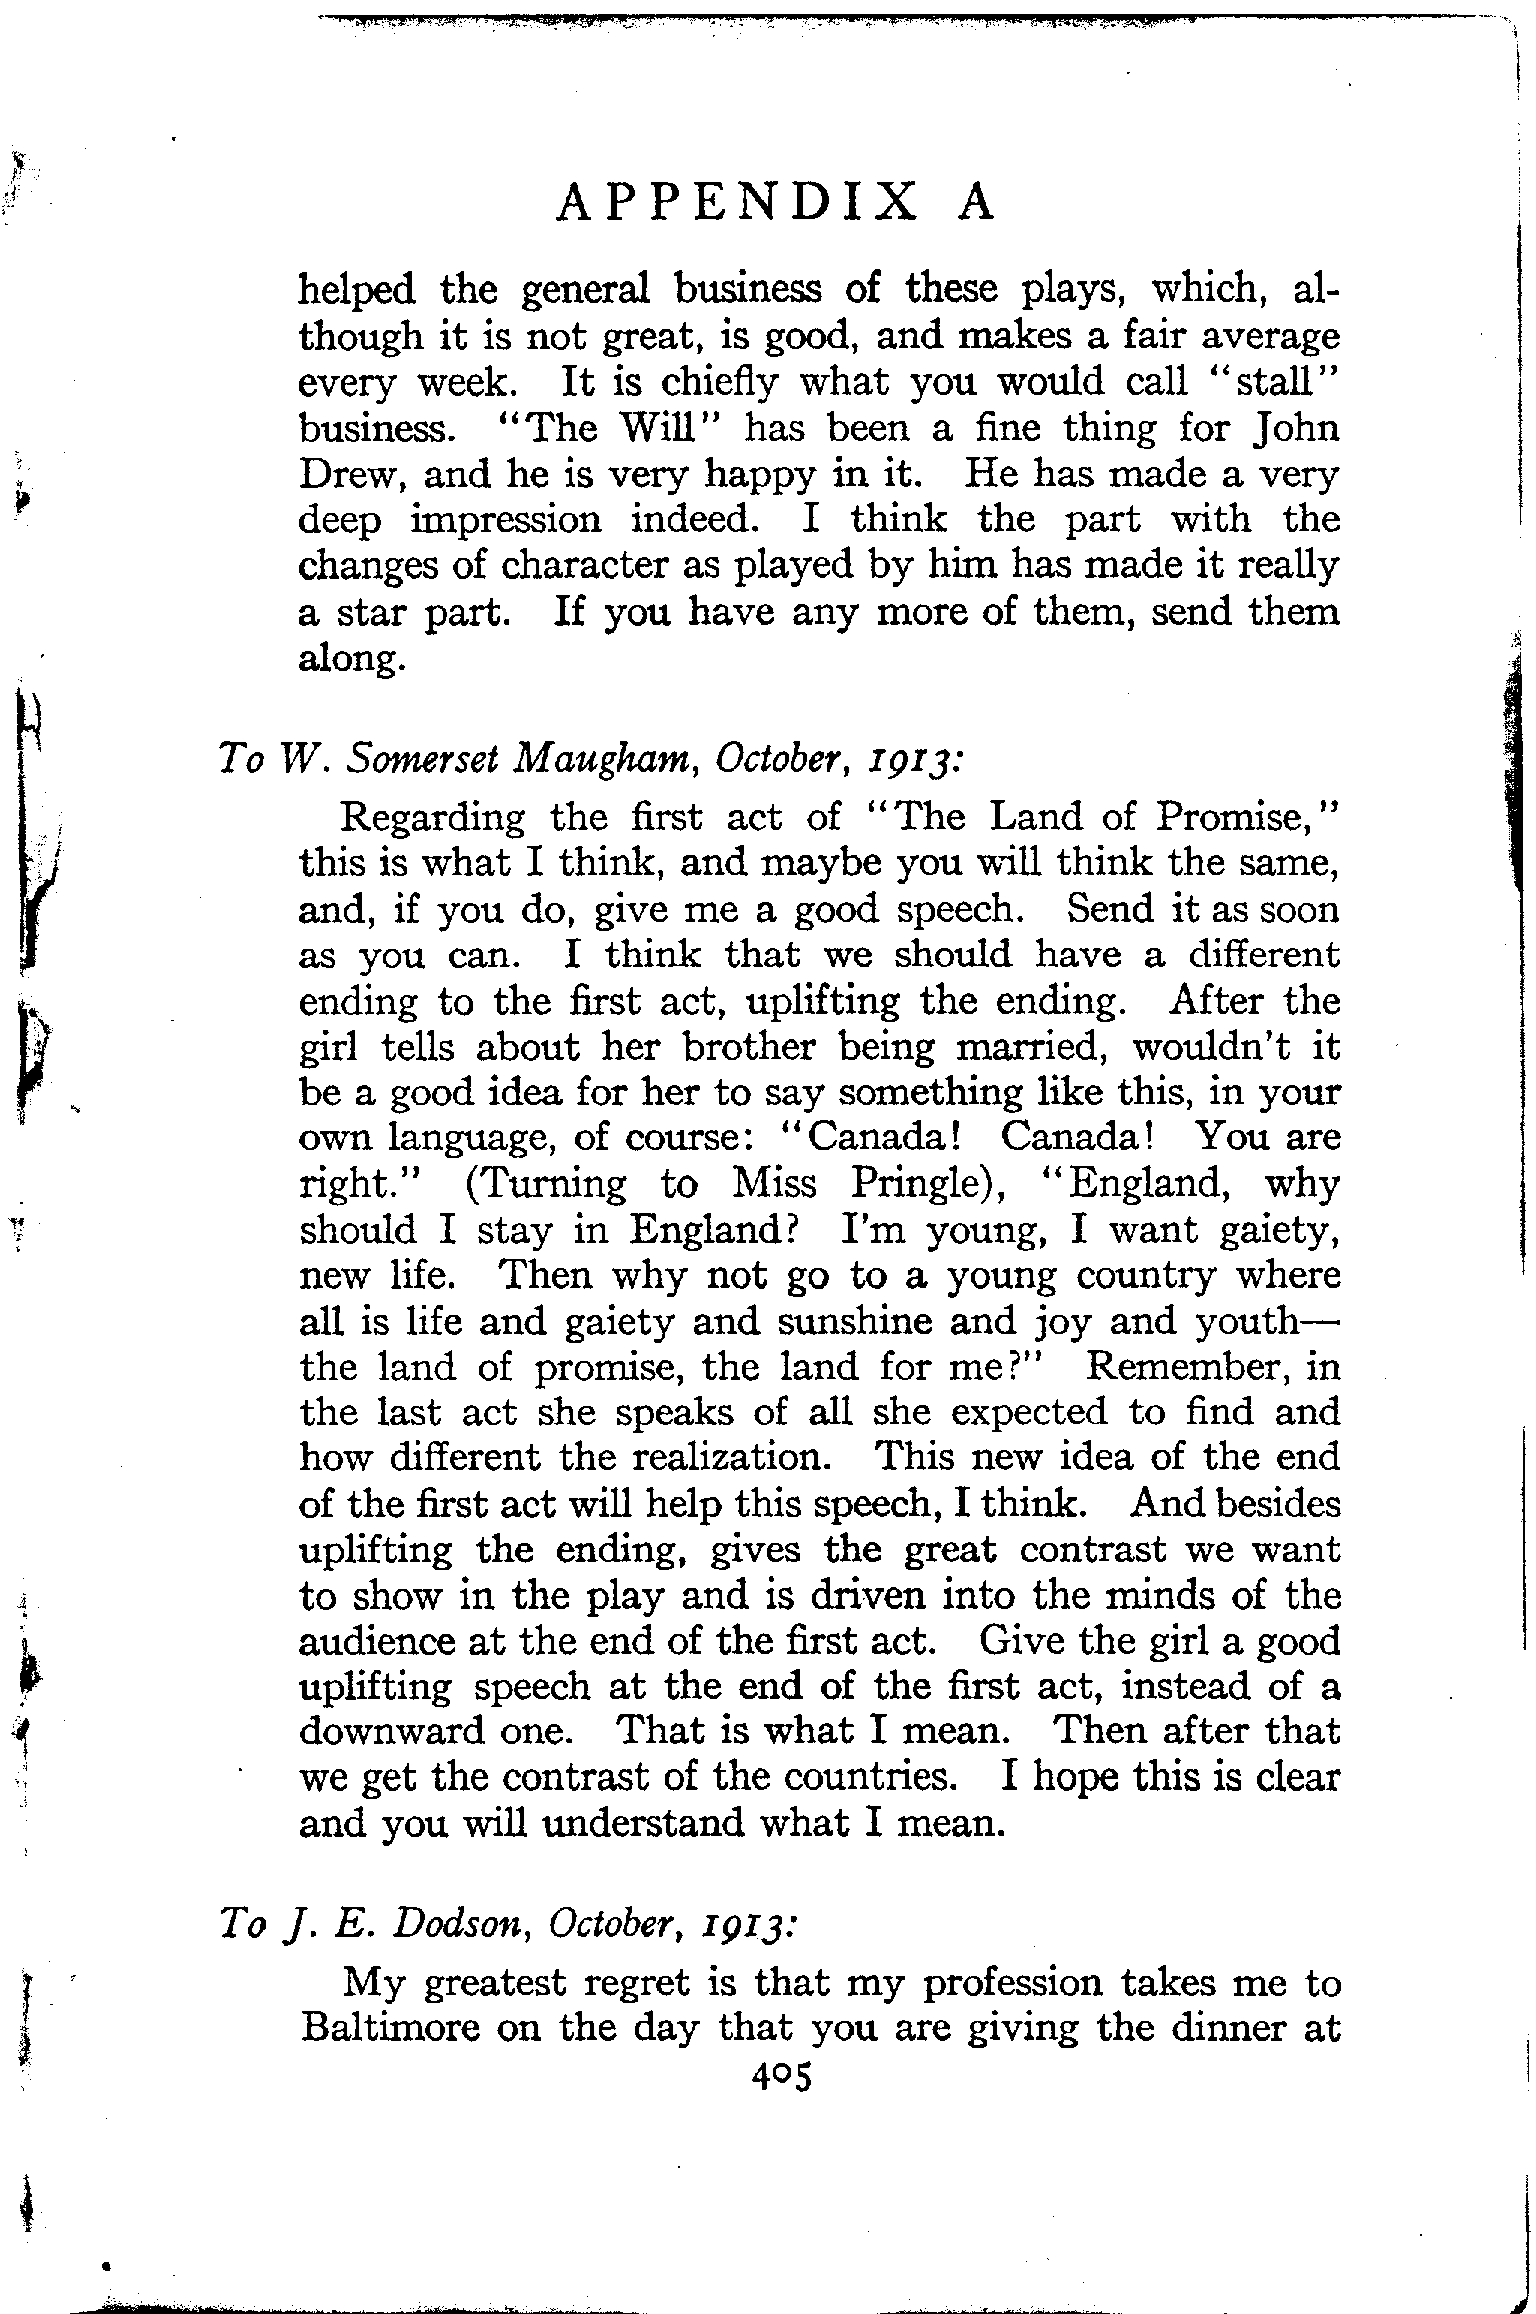 APPENDIX A
helped the general business of these plays, which, al-
though it is not great, is good, and makes a fair average
every week. It is chiefly what you would call "stall"
business. "The Will" has been a fine thing for John
Drew, and he is very happy in it. He has made a very
deep impression indeed. I think the part with the
changes of character as played by him has made it really
a star part. If you have any more of them, send them
along.
To W. Somerset Maugham, October, 1913:
Regarding the first act of "The Land of Promise,"
this is what I think, and maybe you will think the same,
and, if you do, give me a good speech. Send it as soon
as you can. I think that we should have a different
ending to the first act, uplifting the ending. After the
girl tells about her brother being married, wouldn't it
be a good idea for her to say something like this, in your
own language, of course: "Canada! Canada! You are
right." (Turning to Miss Pringle), "England, why
should I stay in England? I'm young, I want gaiety,
new life. Then why not go to a young country where
all is life and gaiety and sunshine and joy and youth—
the land of promise, the land for me?" Remember, in
the last act she speaks of all she expected to find and
how different the realization. This new idea of the end
of the first act will help this speech, I think. And besides
uplifting the ending, gives the great contrast we want
to show in the play and is driven into the minds of the
audience at the end of the first act. Give the girl a good
uplifting speech at the end of the first act, instead of a
downward one. That is what I mean. Then after that
we get the contrast of the countries. I hope this is clear
and you will understand what I mean.
To J. E. Dodson, October, 1913:
My greatest regret is that my profession takes me to
Baltimore on the day that you are giving the dinner at
405